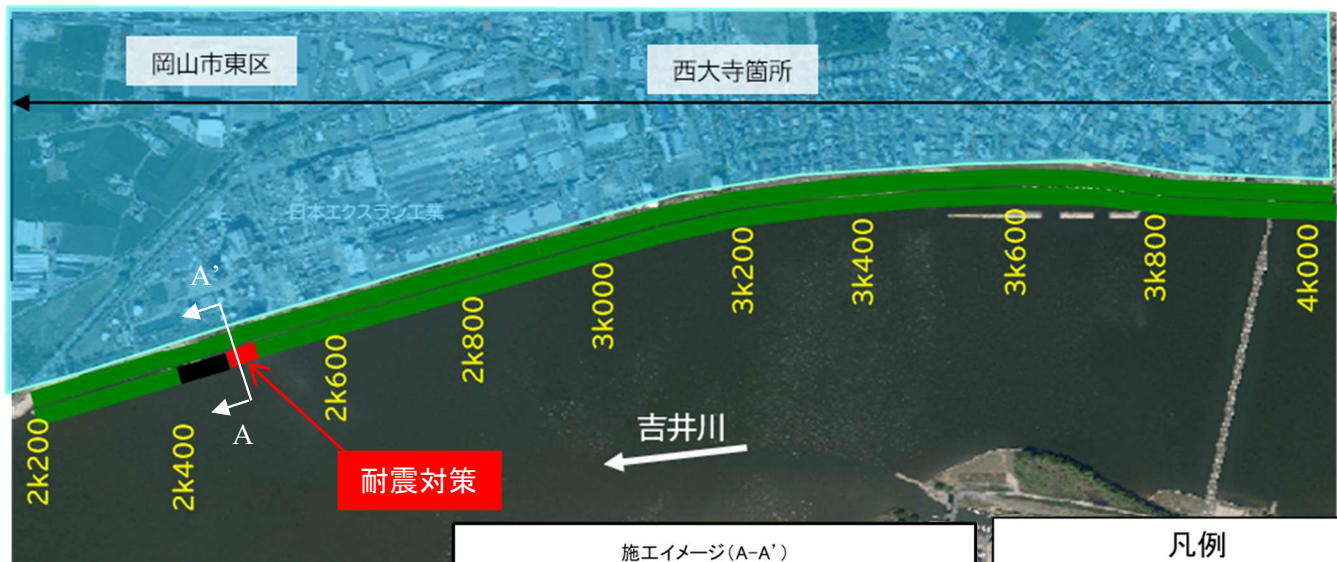 岡山市東区
西大寺箇所
日本エクスラン工業
A’
A
2k200
2k400
2k600
2k800
3k000
3k200
3k400
3k600
3k800
4k000
吉井川
耐震対策
施工イメージ(A-A’)
凡例